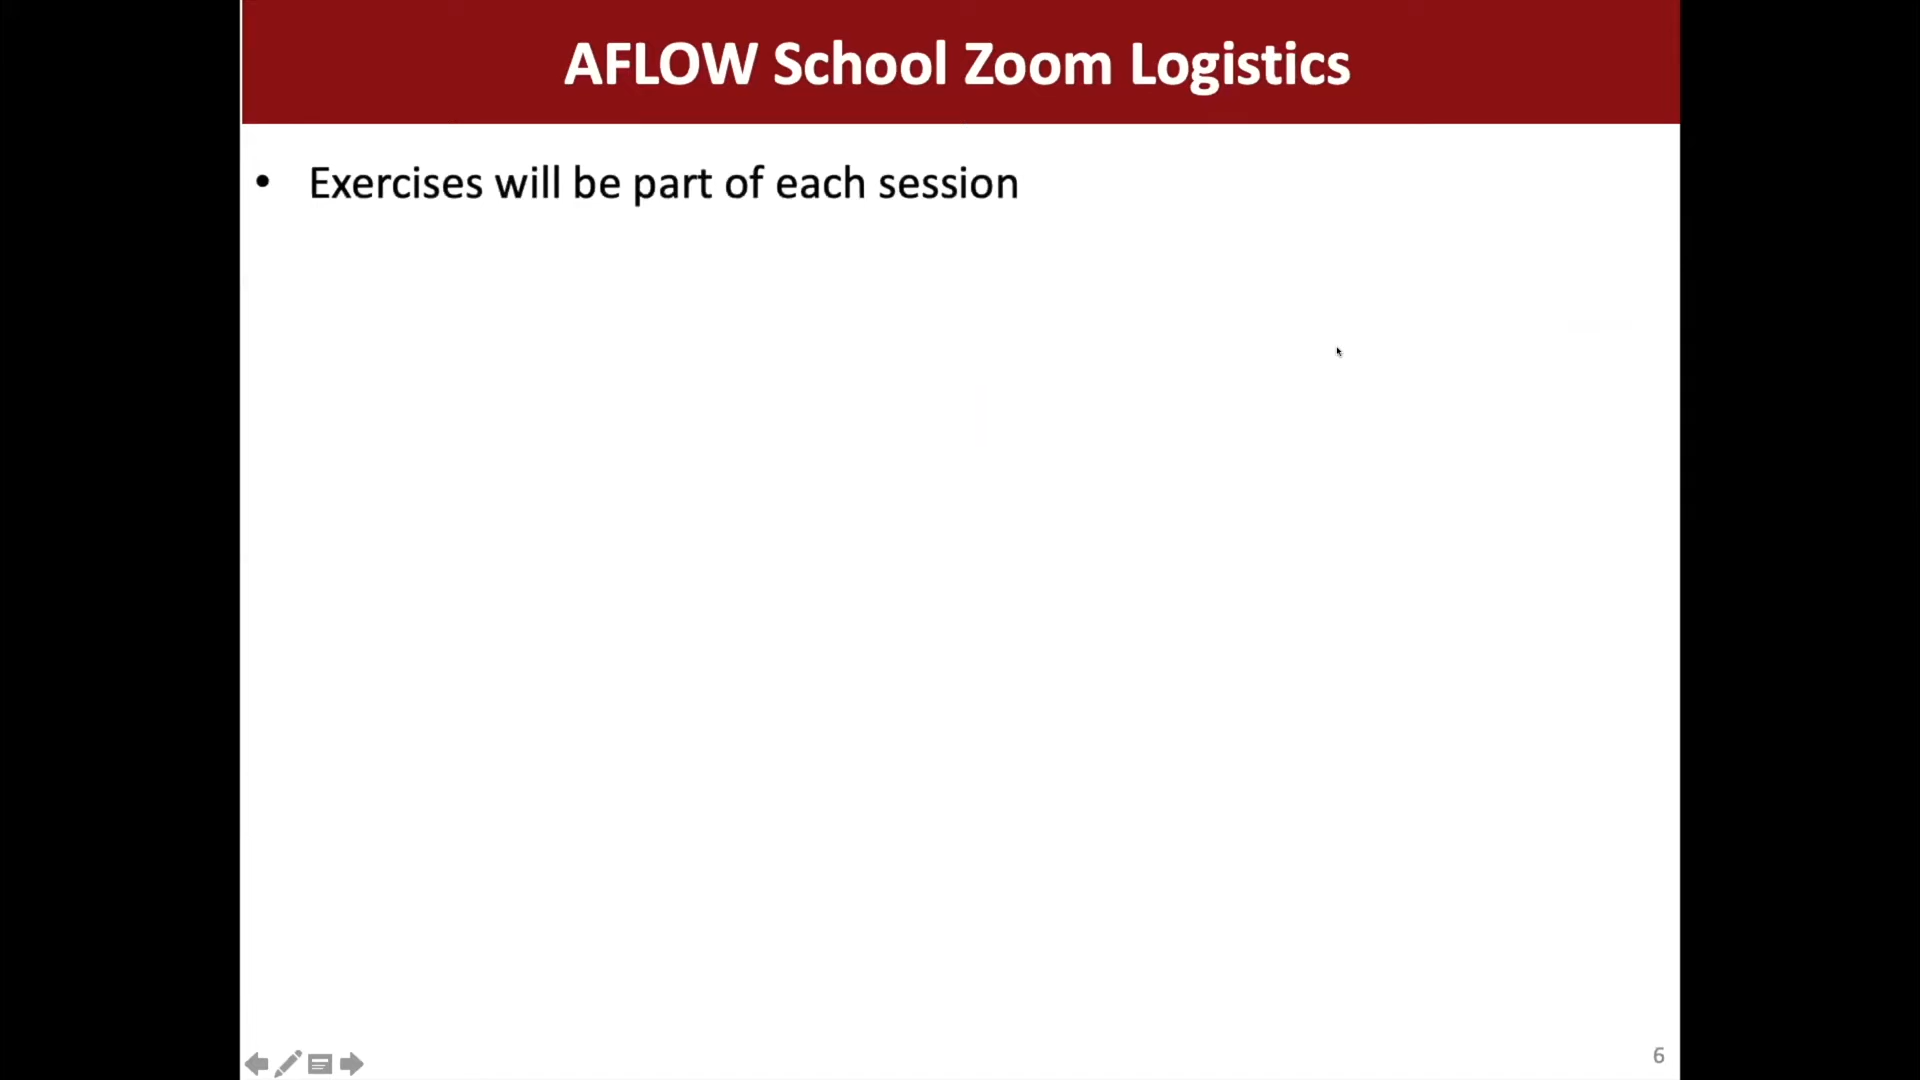 AFLOW School Zoom Logistics
• Exercises will be part of each session
6